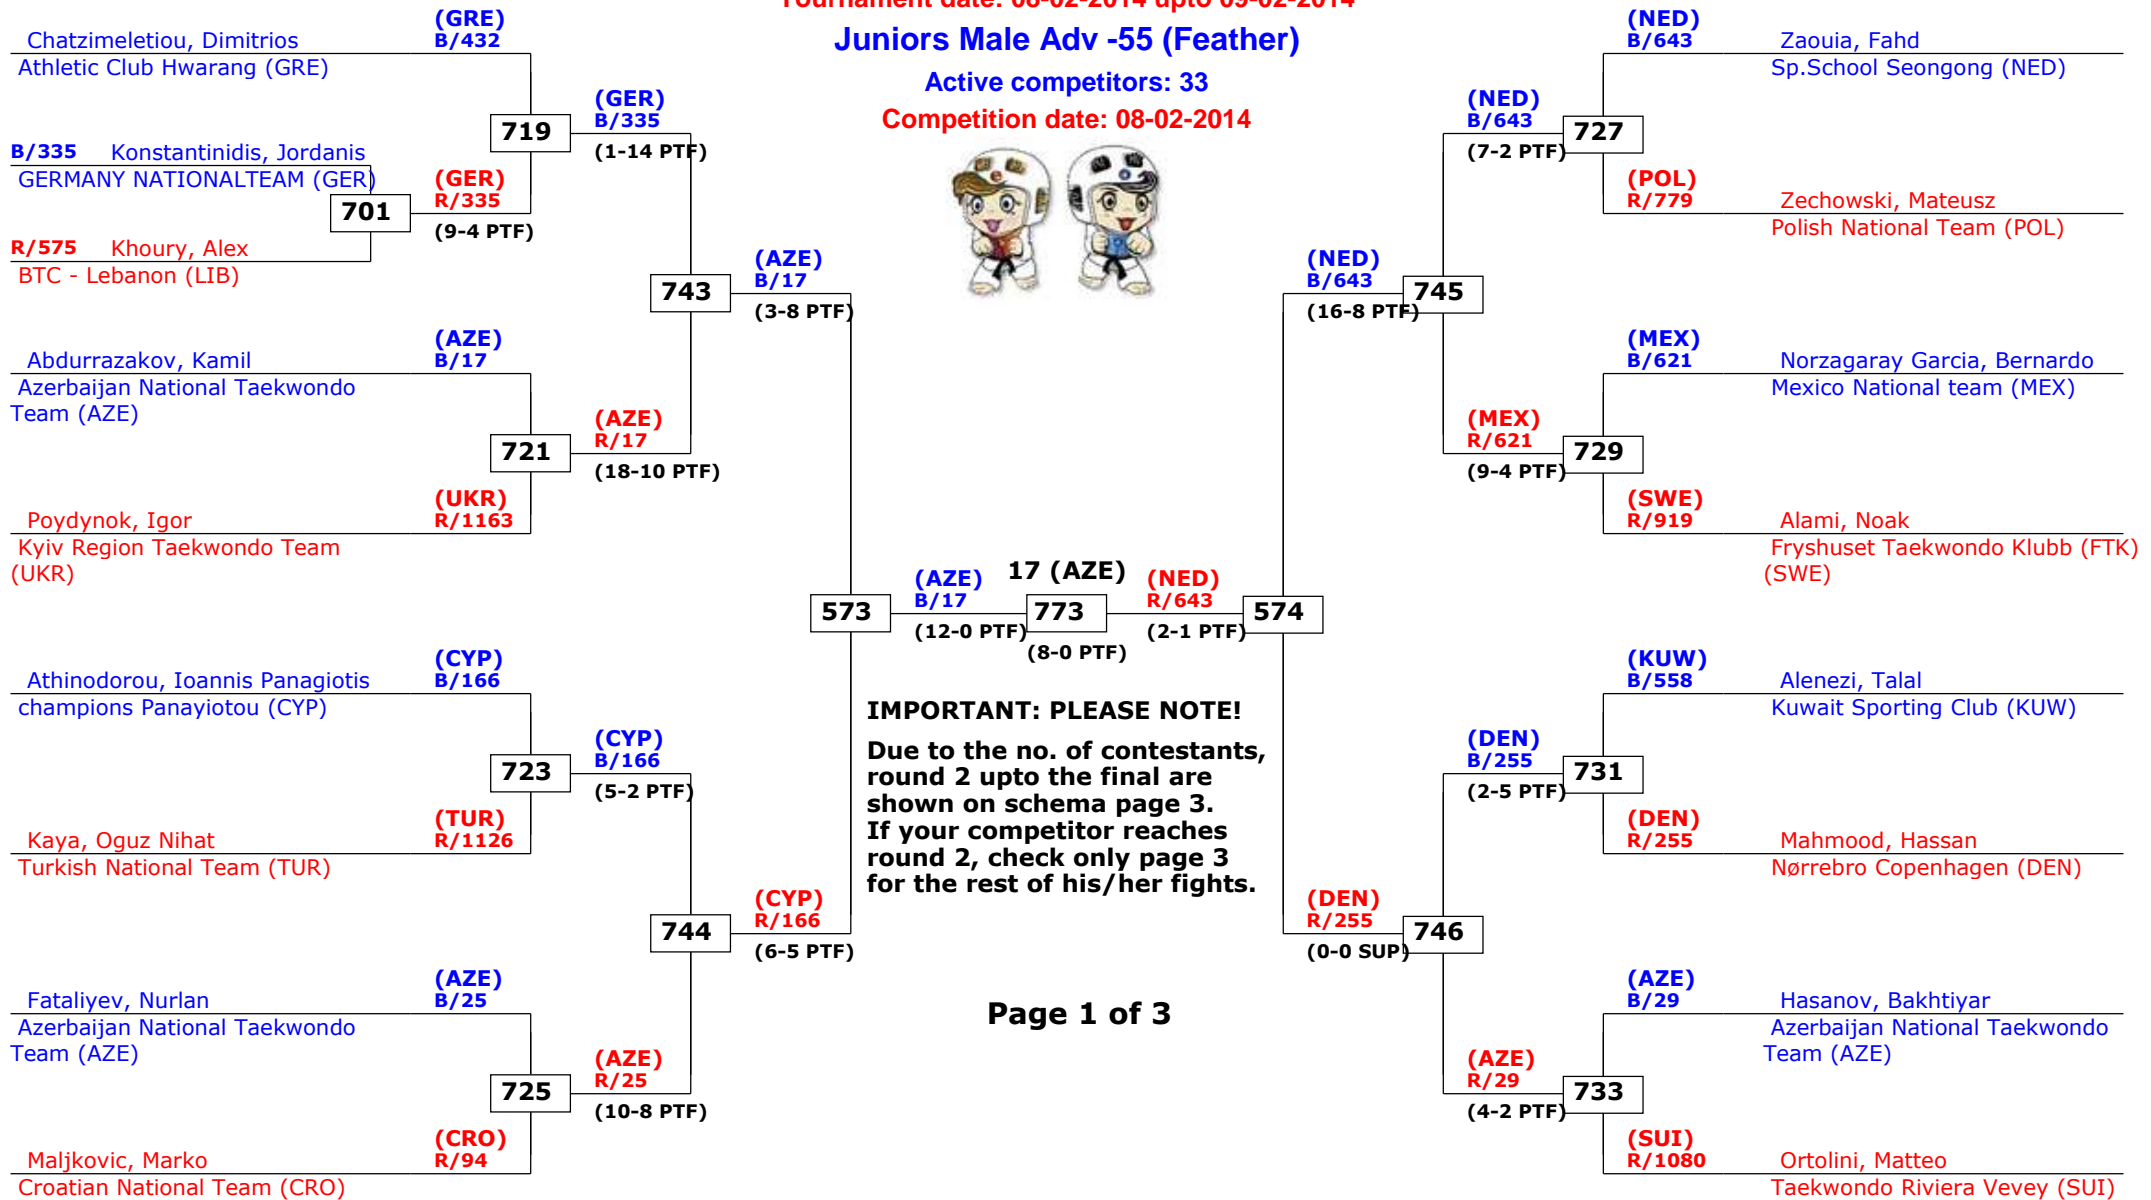 Tournament date: 08-02-2014 upto 09-02-2014
Juniors Male Adv -55 (Feather)
Active competitors: 33
Competition date: 08-02-2014
(GRE)
Chatzimeletiou, Dimitrios B/432
Athletic Club Hwarang (GRE)
719
B/335 Konstantinidis, Jordanis
GERMANY NATIONALTEAM (GER)
701
(GER)
R/335
(9-4 PTF)
R/575 Khoury, Alex
BTC - Lebanon (LIB)
(GER)
B/335
(1-14 PTF)
743
(AZE)
Abdurrazakov, Kamil B/17
Azerbaijan National Taekwondo
Team (AZE)
721
(AZE)
R/17
(18-10 PTF)
(UKR)
Poydynok, Igor R/1163
Kyiv Region Taekwondo Team
(UKR)
(AZE)
B/17
(3-8 PTF)
573
(CYP)
Athinodorou, Ioannis Panagiotis B/166
champions Panayiotou (CYP)
723
(CYP)
B/166
(5-2 PTF)
(TUR)
Kaya, Oguz Nihat R/1126
Turkish National Team (TUR)
744
(CYP)
R/166
(6-5 PTF)
(AZE)
Fataliyev, Nurlan B/25
Azerbaijan National Taekwondo
Team (AZE)
725
(AZE)
R/25
(10-8 PTF)
(CRO)
Maljkovic, Marko R/94
Croatian National Team (CRO)
(AZE)
B/17
(12-0 PTF)
17 (AZE)
773
(8-0 PTF)
(NED)
R/643
(2-1 PTF)
574
IMPORTANT: PLEASE NOTE!
Due to the no. of contestants,
round 2 upto the final are
shown on schema page 3.
If your competitor reaches
round 2, check only page 3
for the rest of his/her fights.
Page 1 of 3
(NED)
B/643 Zaouia, Fahd
Sp.School Seongong (NED)
(NED)
B/643
(7-2 PTF)
727
(POL)
R/779 Zechowski, Mateusz
Polish National Team (POL)
(NED)
B/643
(16-8 PTF)
745
(MEX)
B/621 Norzagaray Garcia, Bernardo
Mexico National team (MEX)
(MEX)
R/621
(9-4 PTF)
729
(SWE)
R/919 Alami, Noak
Fryshuset Taekwondo Klubb (FTK)
(SWE)
(KUW)
B/558 Alenezi, Talal
Kuwait Sporting Club (KUW)
(DEN)
B/255
(2-5 PTF)
731
(DEN)
R/255 Mahmood, Hassan
Nørrebro Copenhagen (DEN)
(DEN)
R/255
(0-0 SUP)
746
(AZE)
B/29 Hasanov, Bakhtiyar
Azerbaijan National Taekwondo
Team (AZE)
(AZE)
R/29
(4-2 PTF)
733
(SUI)
R/1080 Ortolini, Matteo
Taekwondo Riviera Vevey (SUI)